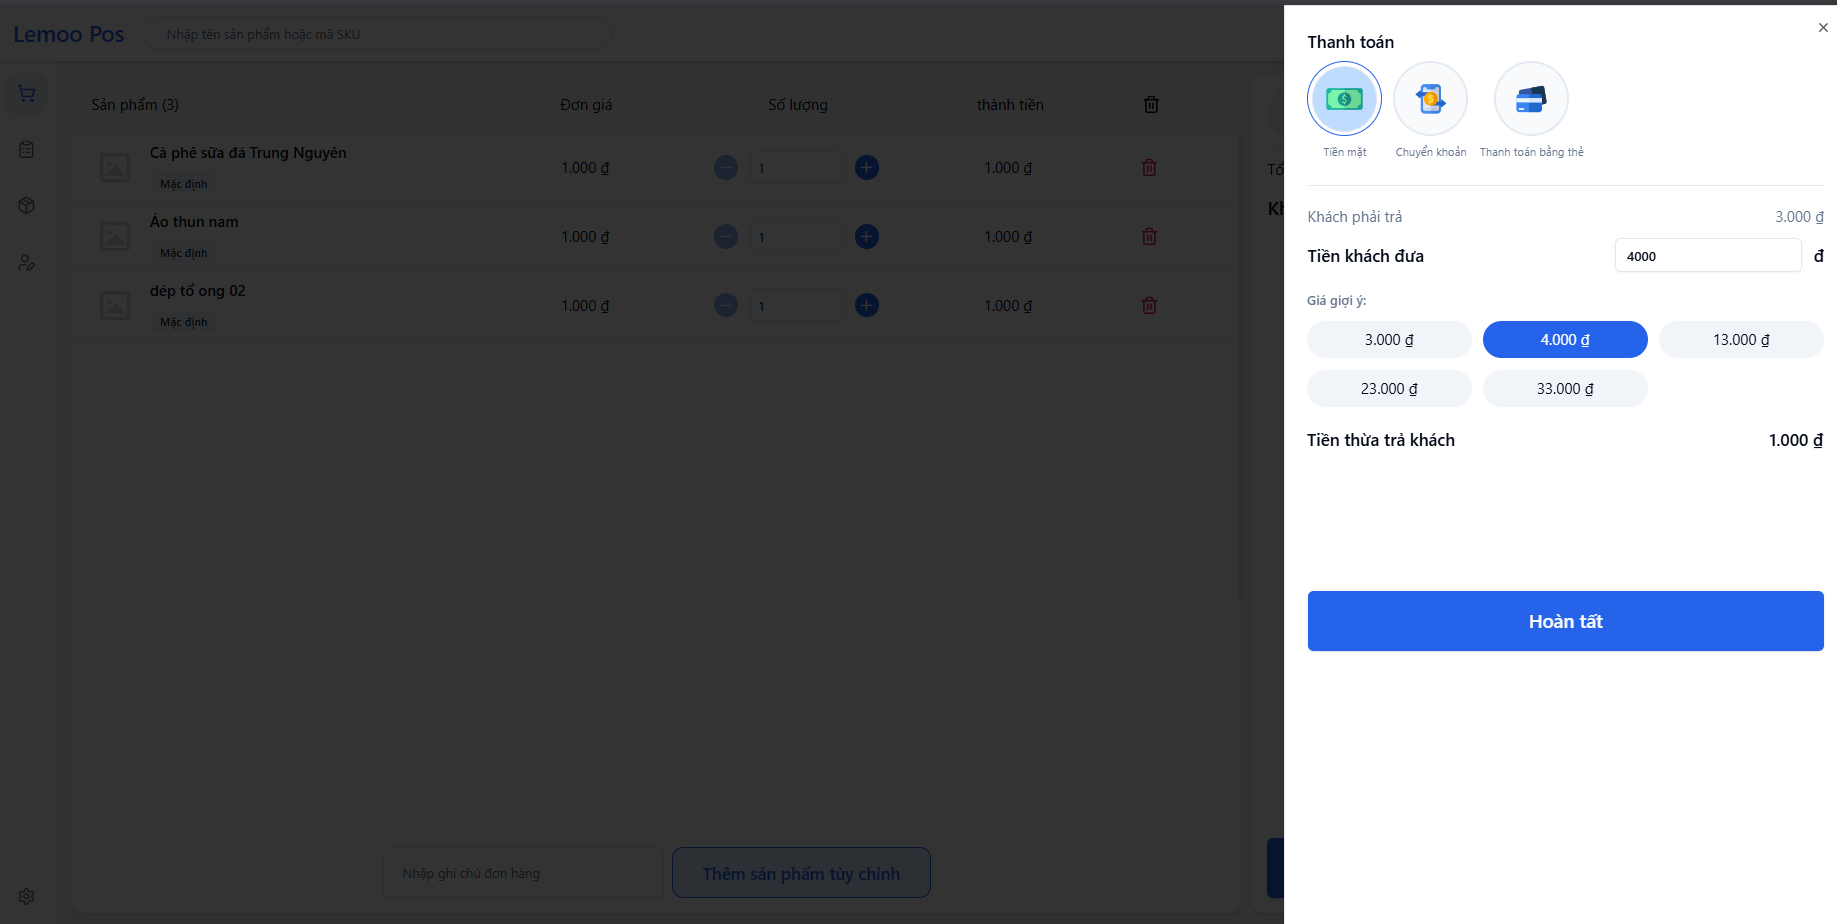 Lemoo Pos
Nhập tên sản phẩm hoặc mã SKU
Sản phẩm (3) Đơn giá Số lượng thành tiền
Cà phê sữa đá Trung Nguyên
1.000 ₫ 1 1.000 ₫
Mặc định
Áo thun nam
1.000 ₫ 1 1.000 ₫
Mặc định
dép tổ ong 02
1.000 ₫ 1 1.000 ₫
Mặc định
Nhập ghi chú đơn hàng
Thêm sản phẩm tùy chỉnh
Thanh toán
Tiền mặt Chuyển khoản Thanh toán bằng thẻ
Khách phải trả 3.000 ₫
Tiền khách đưa 4000 đ
Giá giợi ý:
3.000 ₫ 4.000 ₫ 13.000 ₫
23.000 ₫ 33.000 ₫
Tiền thừa trả khách 1.000 ₫
Hoàn tất